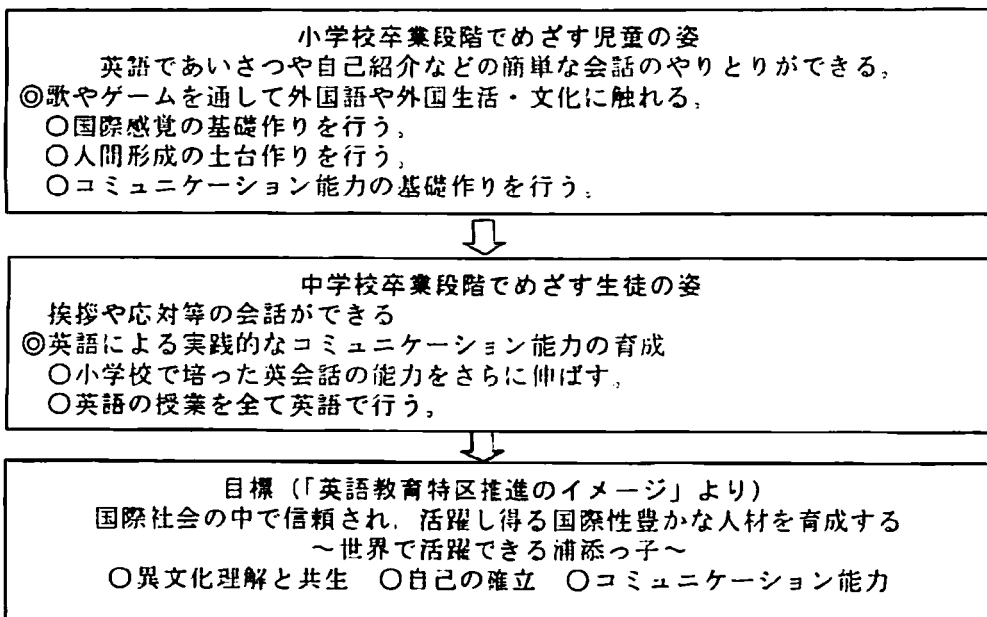 小学校卒業段階でめざす児童の姿
英語であいさつや自己紹介などの簡単な会話のやりとりができる。
◎歌やゲームを通して外国語や外国生活・文化に触れる。
○国際感覚の基礎作りを行う。
○人間形成の土台作りを行う。
○コミュニケーション能力の基礎作りを行う。
中学校卒業段階でめざす生徒の姿
挨拶や応対等の会話ができる
◎英語による実践的なコミュニケーション能力の育成
○小学校で培った英会話の能力をさらに伸ばす。
○英語の授業を全て英語で行う。
目標（「英語教育特区推進のイメージ」より）
国際社会の中で信頼され，活躍し得る国際性豊かな人材を育成する
～世界で活躍できる浦添っ子～
○異文化理解と共生　○自己の確立　○コミュニケーション能力